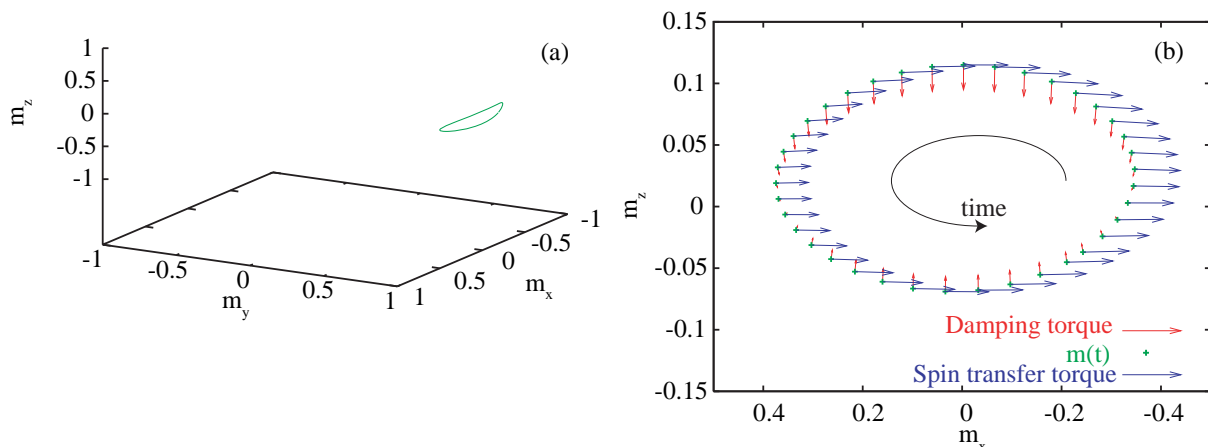 (a)
1
0.5
0
-0.5
-1
m_z
-1
-0.5
0
0.5
1
m_y
1
0.5
0
-0.5
-1
m_x
(b)
0.15
0.1
0.05
0
-0.05
-0.1
-0.15
m_z
time
Damping torque
m(t)
Spin transfer torque
0.4
0.2
0
-0.2
-0.4
m_x